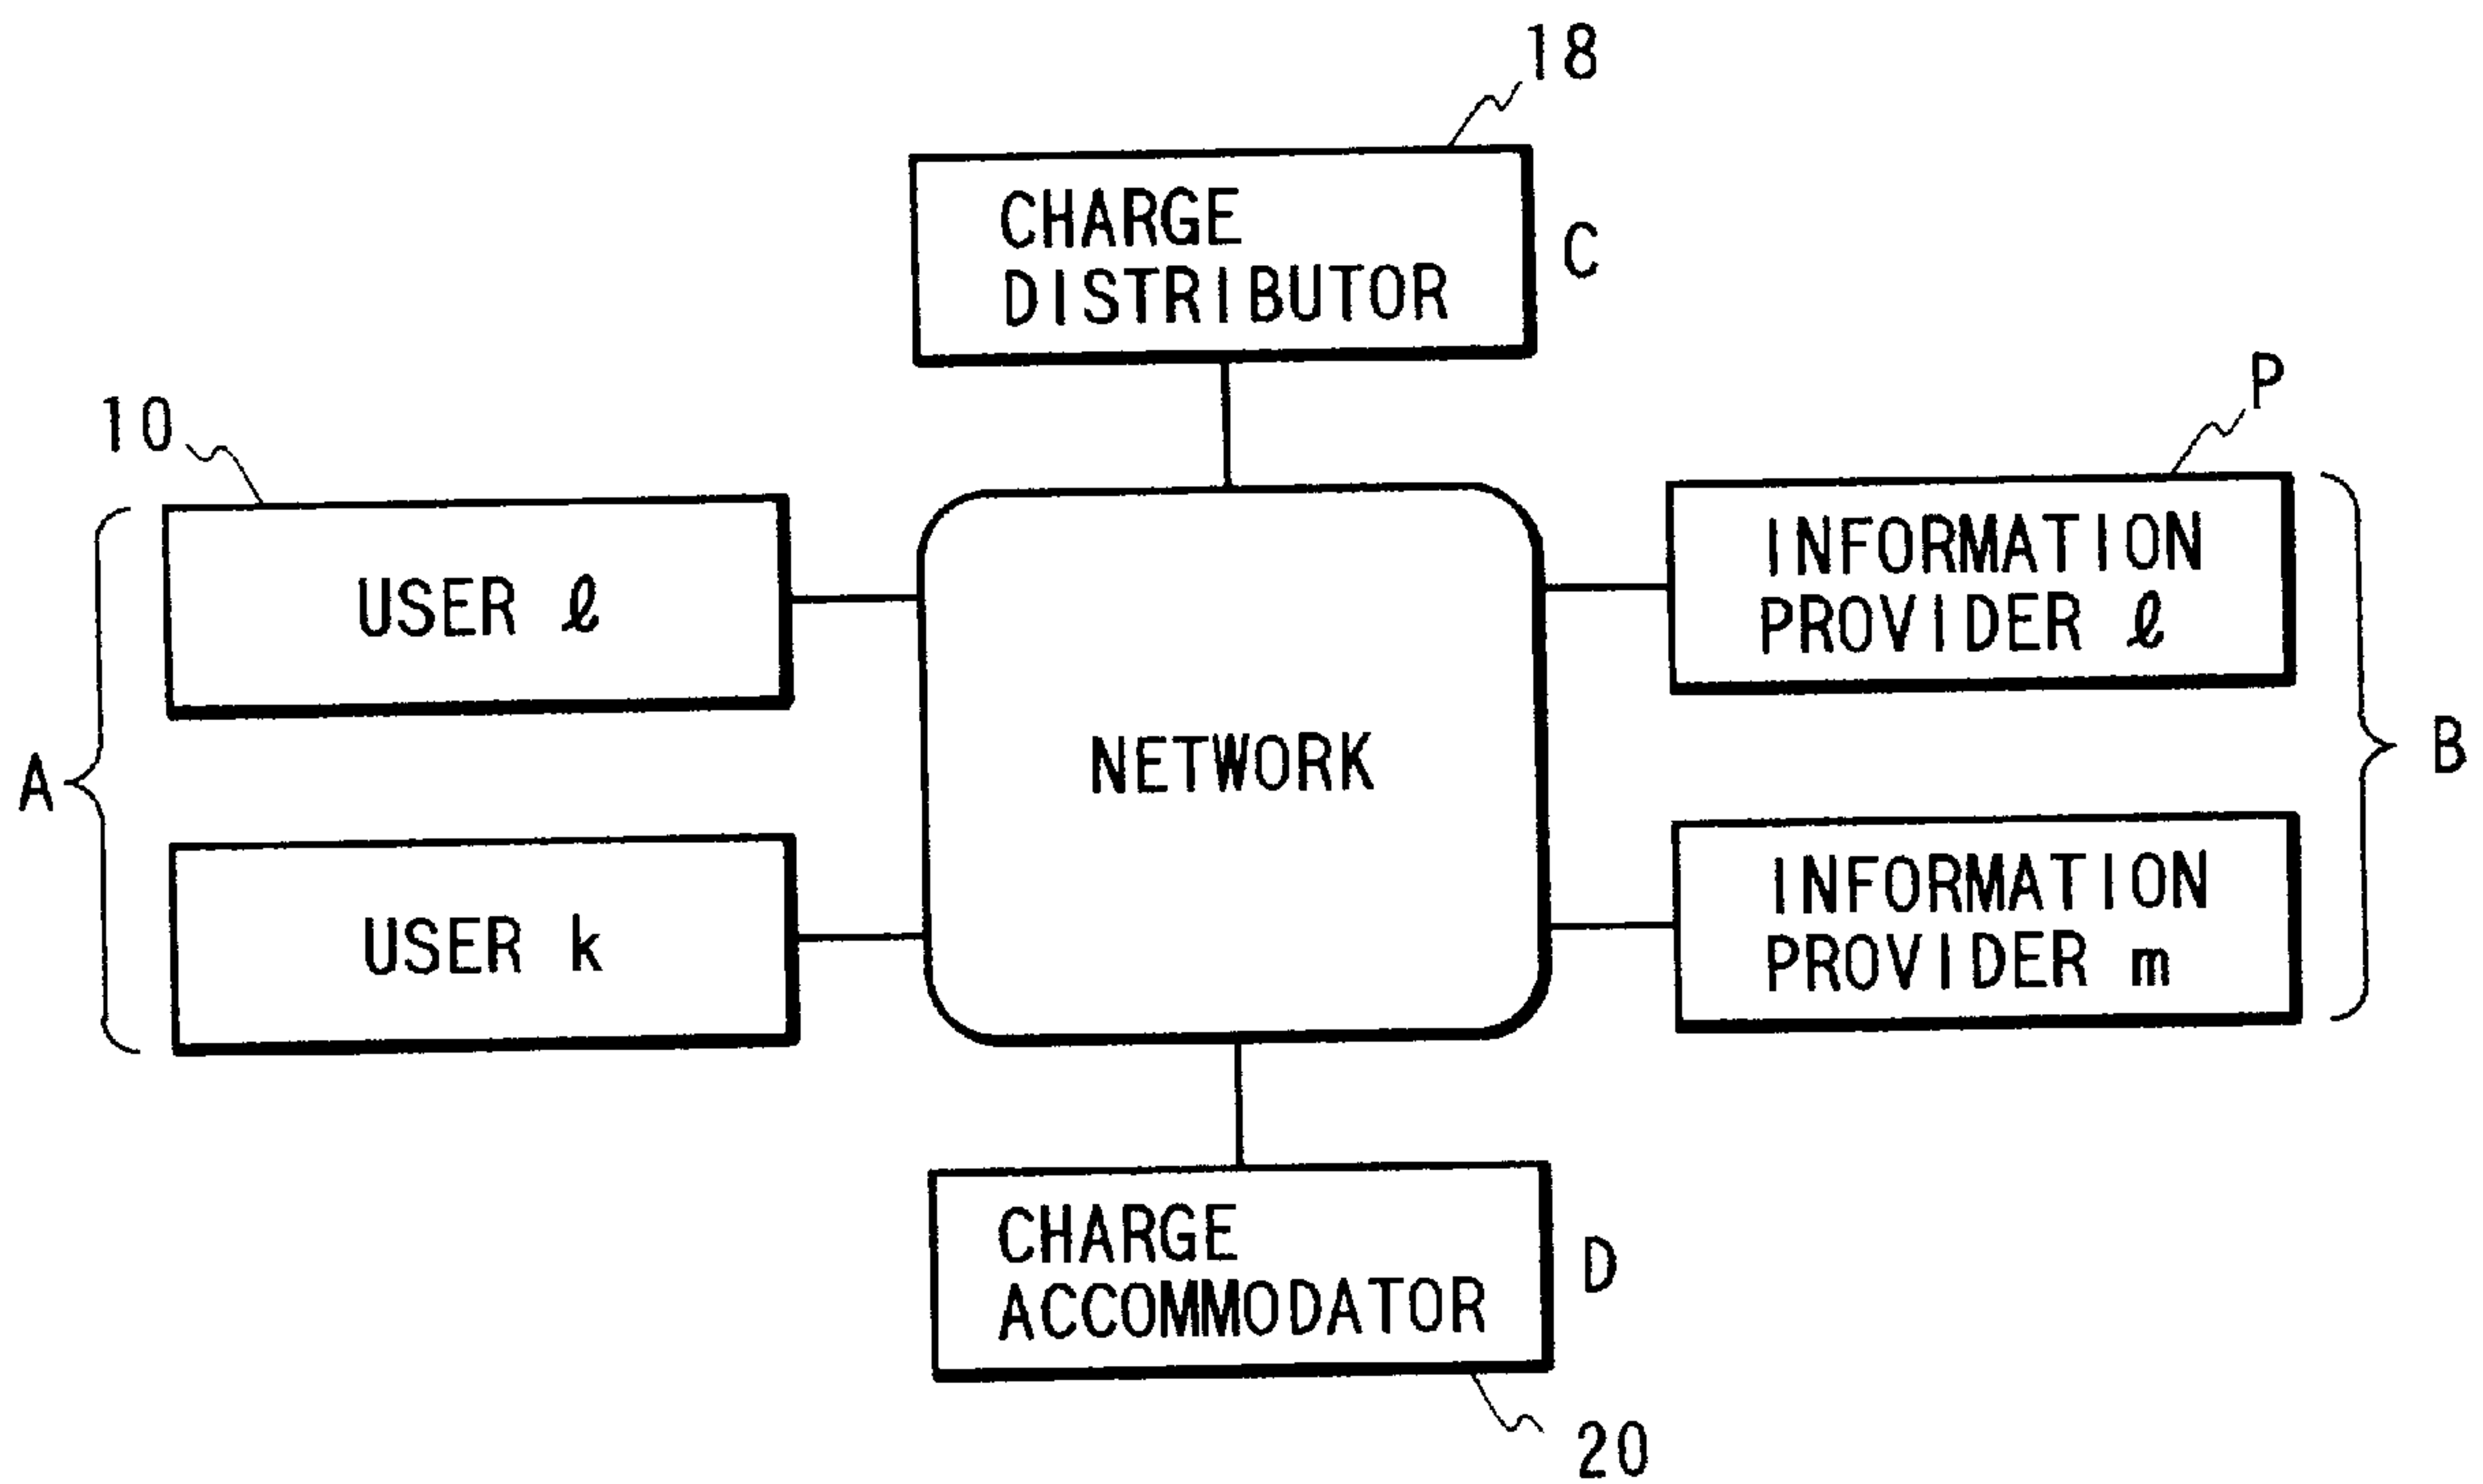 18
CHARGE
DISTRIBUTOR
C
P
10
USER ℓ
INFORMATION
PROVIDER ℓ
A
NETWORK
B
USER k
INFORMATION
PROVIDER m
CHARGE
ACCOMMODATOR
D
20